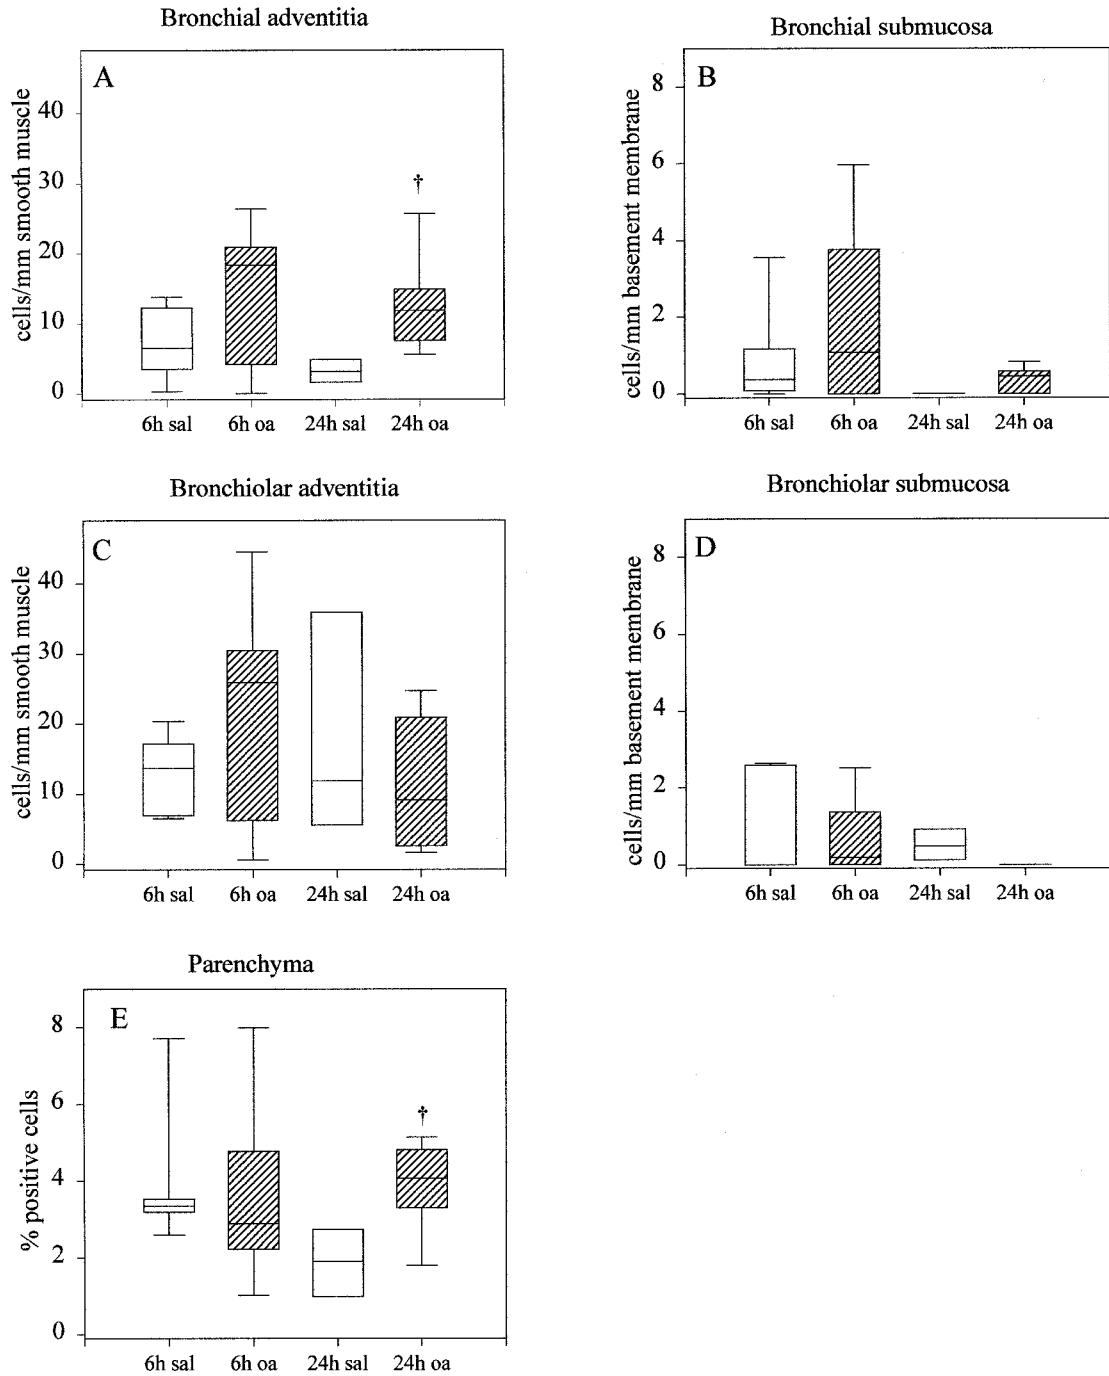 Bronchial adventitia
A
cells/mm smooth muscle
40
30
20
10
0
†
6h sal 6h oa 24h sal 24h oa
Bronchial submucosa
B
cells/mm basement membrane
8
6
4
2
0
6h sal 6h oa 24h sal 24h oa
Bronchiolar adventitia
C
cells/mm smooth muscle
40
30
20
10
0
6h sal 6h oa 24h sal 24h oa
Bronchiolar submucosa
D
cells/mm basement membrane
8
6
4
2
0
6h sal 6h oa 24h sal 24h oa
Parenchyma
E
% positive cells
8
6
4
2
0
†
6h sal 6h oa 24h sal 24h oa